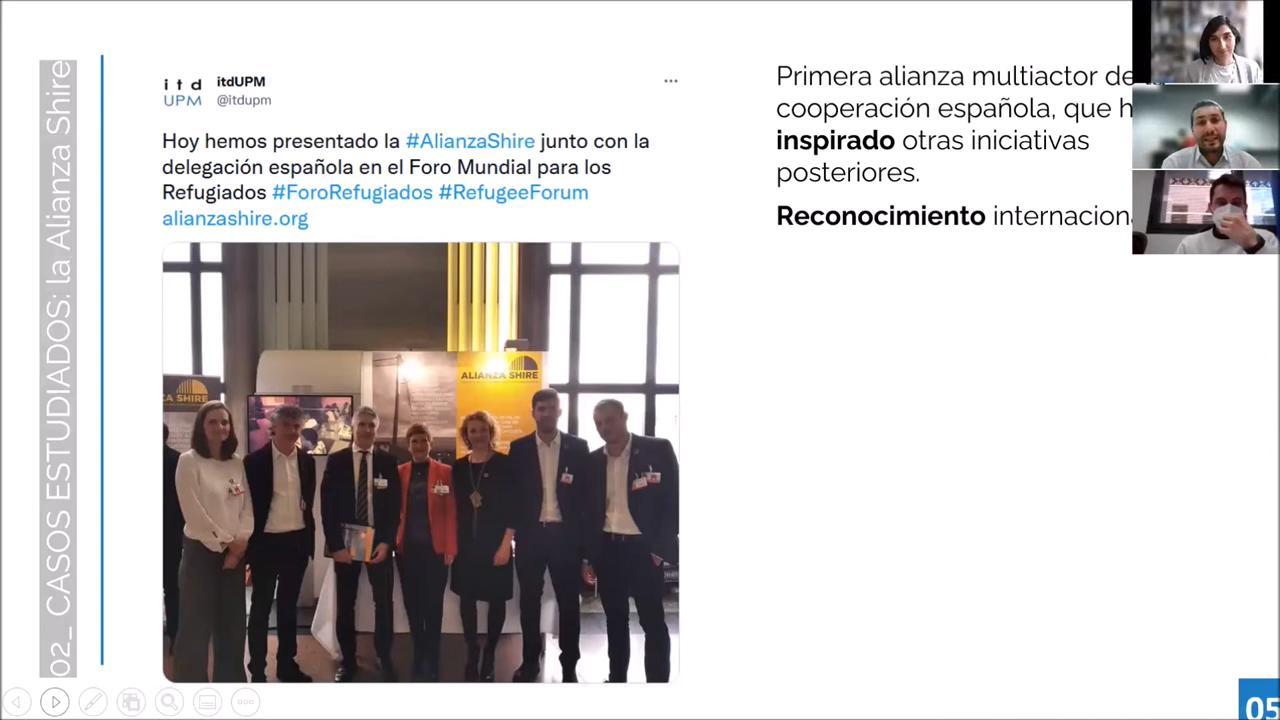 02_ CASOS ESTUDIADOS: la Alianza Shire
itd
UPM
itdUPM
@itdupm
Hoy hemos presentado la #AlianzaShire junto con la
delegación española en el Foro Mundial para los
Refugiados #ForoRefugiados #RefugeeForum
alianzashire.org
ZA SHIRE
ALIANZA SHIRE
Primera alianza multiactor de
cooperación española, que h
inspirado otras iniciativas
posteriores.
Reconocimiento internacion
05